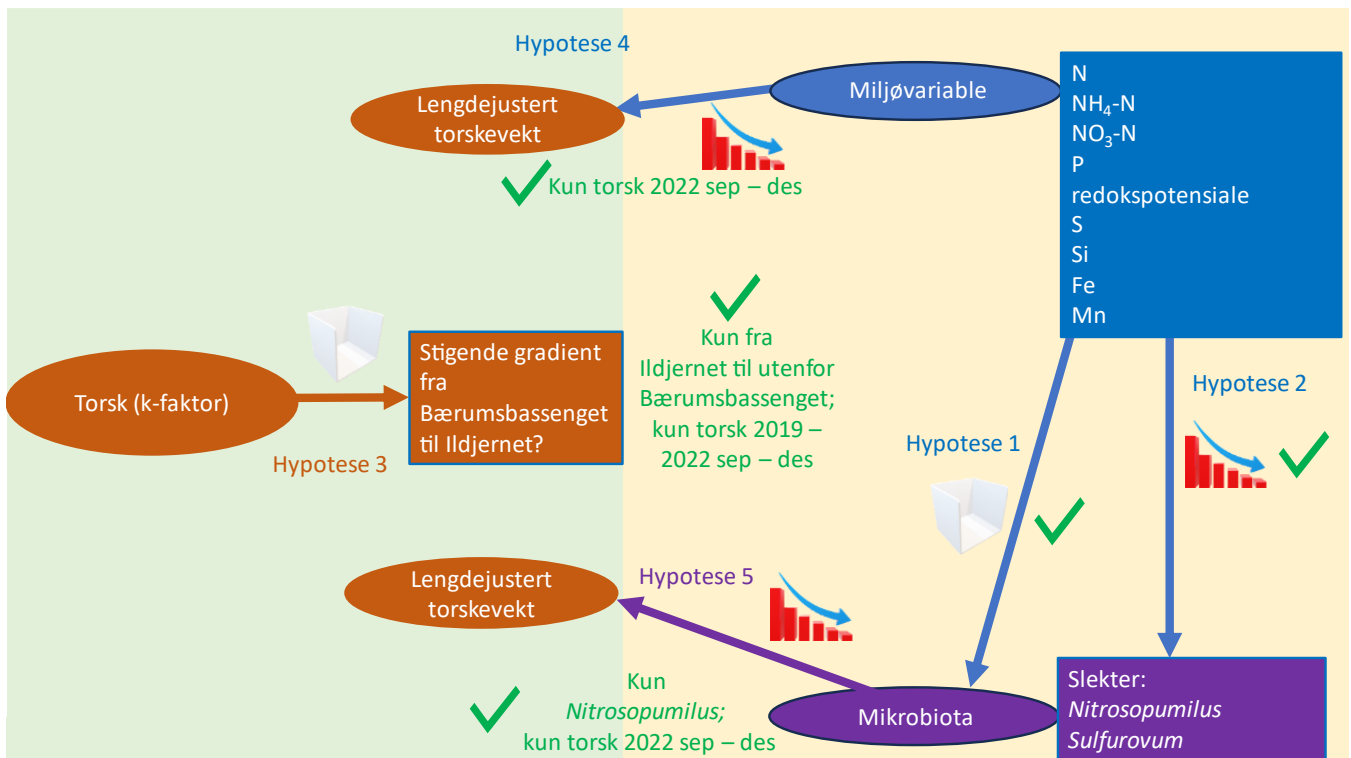 Hypotese 4
Lengdejustert
torskevekt
Miljøvariable
N
NH₄-N
NO₃-N
P
redokspotensiale
S
Si
Fe
Mn
Kun torsk 2022 sep – des
Torsk (k-faktor)
Hypotese 3
Stigende gradient
fra
Bærumsbassenget
til Ildjernet?
Kun fra
Ildjernet til utenfor
Bærumsbassenget;
kun torsk 2019 –
2022 sep – des
Hypotese 1
Hypotese 2
Lengdejustert
torskevekt
Hypotese 5
Kun
Nitrosopumilus;
kun torsk 2022 sep – des
Mikrobiota
Slekter:
Nitrosopumilus
Sulfurovum